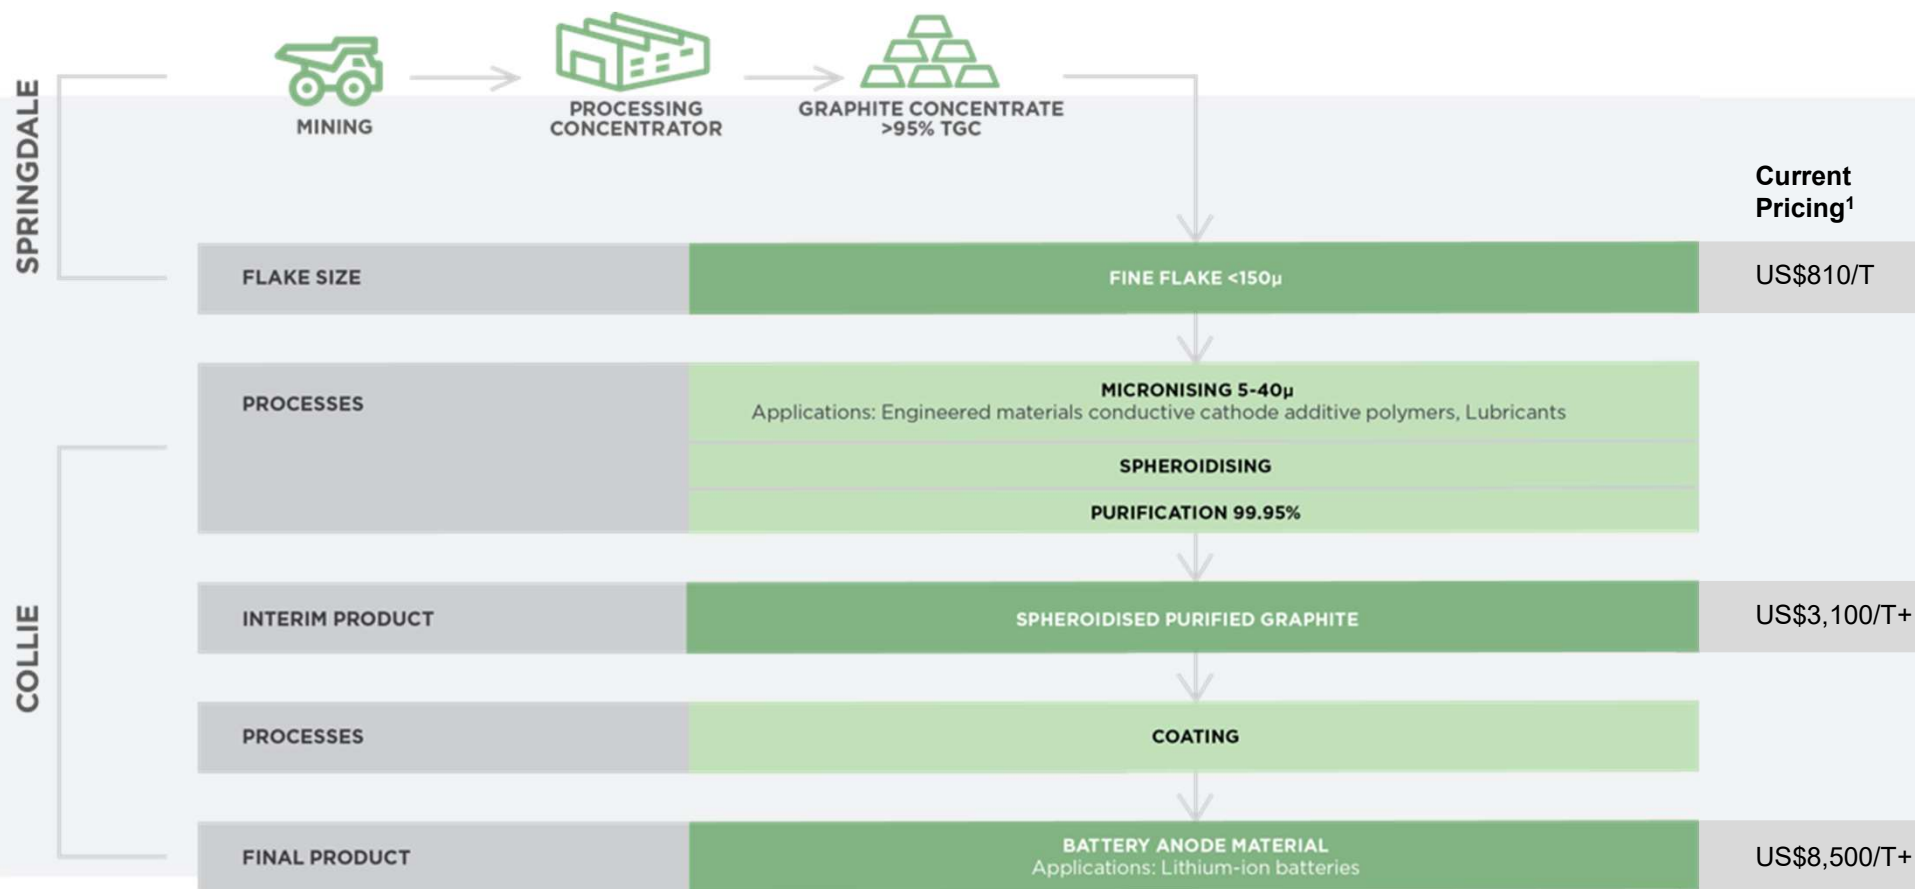 SPRINGDALE
MINING
PROCESSING
CONCENTRATOR
GRAPHITE CONCENTRATE
>95% TGC
Current
Pricing¹
FLAKE SIZE
FINE FLAKE <150µ
US$810/T
PROCESSES
MICRONISING 5-40µ
Applications: Engineered materials conductive cathode additive polymers, Lubricants
SPHEROIDISING
PURIFICATION 99.95%
COLLIE
INTERIM PRODUCT
SPHEROIDISED PURIFIED GRAPHITE
US$3,100/T+
PROCESSES
COATING
FINAL PRODUCT
BATTERY ANODE MATERIAL
Applications: Lithium-ion batteries
US$8,500/T+